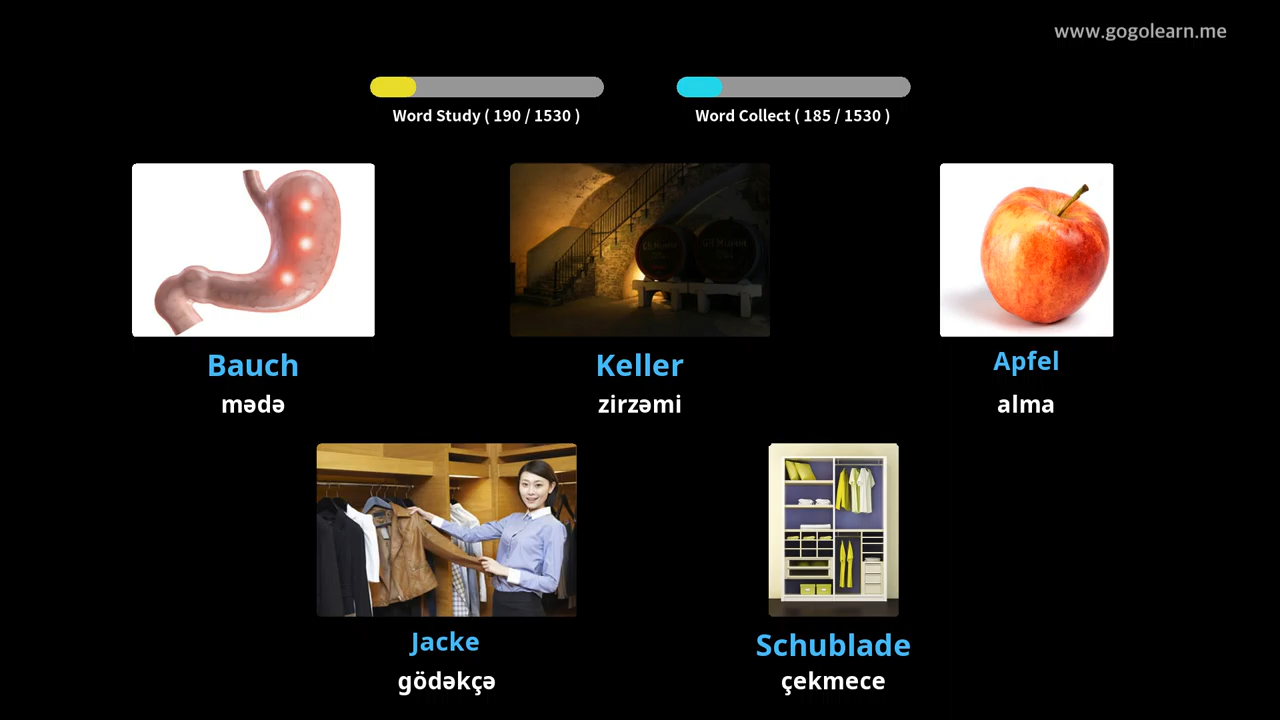 www.gogolearn.me
Word Study ( 190 / 1530 )
Word Collect ( 185 / 1530 )
Bauch
mədə
Keller
zirzəmi
Apfel
alma
Jacke
gödəkçə
Schublade
çekmece